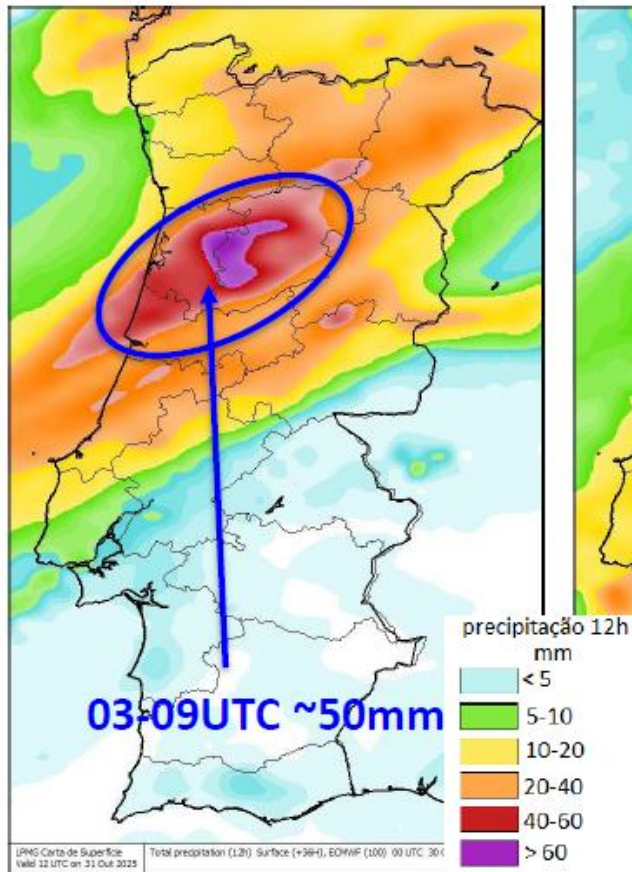 03-09UTC ~50mm
precipitação 12h
mm
< 5
5-10
10-20
20-40
40-60
> 60
Carta de Superfície
Valid 12 UTC on 31 Out 2025
Total precipitation (12h) Surface (+36H), ECMWF (100) 00 UTC 30